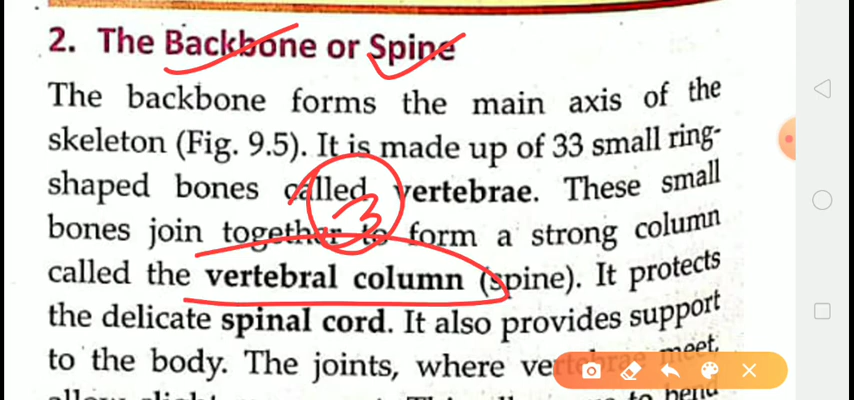 2. The Backbone or Spine
The backbone forms the main axis of the
skeleton (Fig. 9.5). It is made up of 33 small ring-
shaped bones called vertebrae. These small
bones join together to form a strong column
called the vertebral column (spine). It protects
the delicate spinal cord. It also provides support
to the body. The joints, where vertebrae meet,
to bend
3